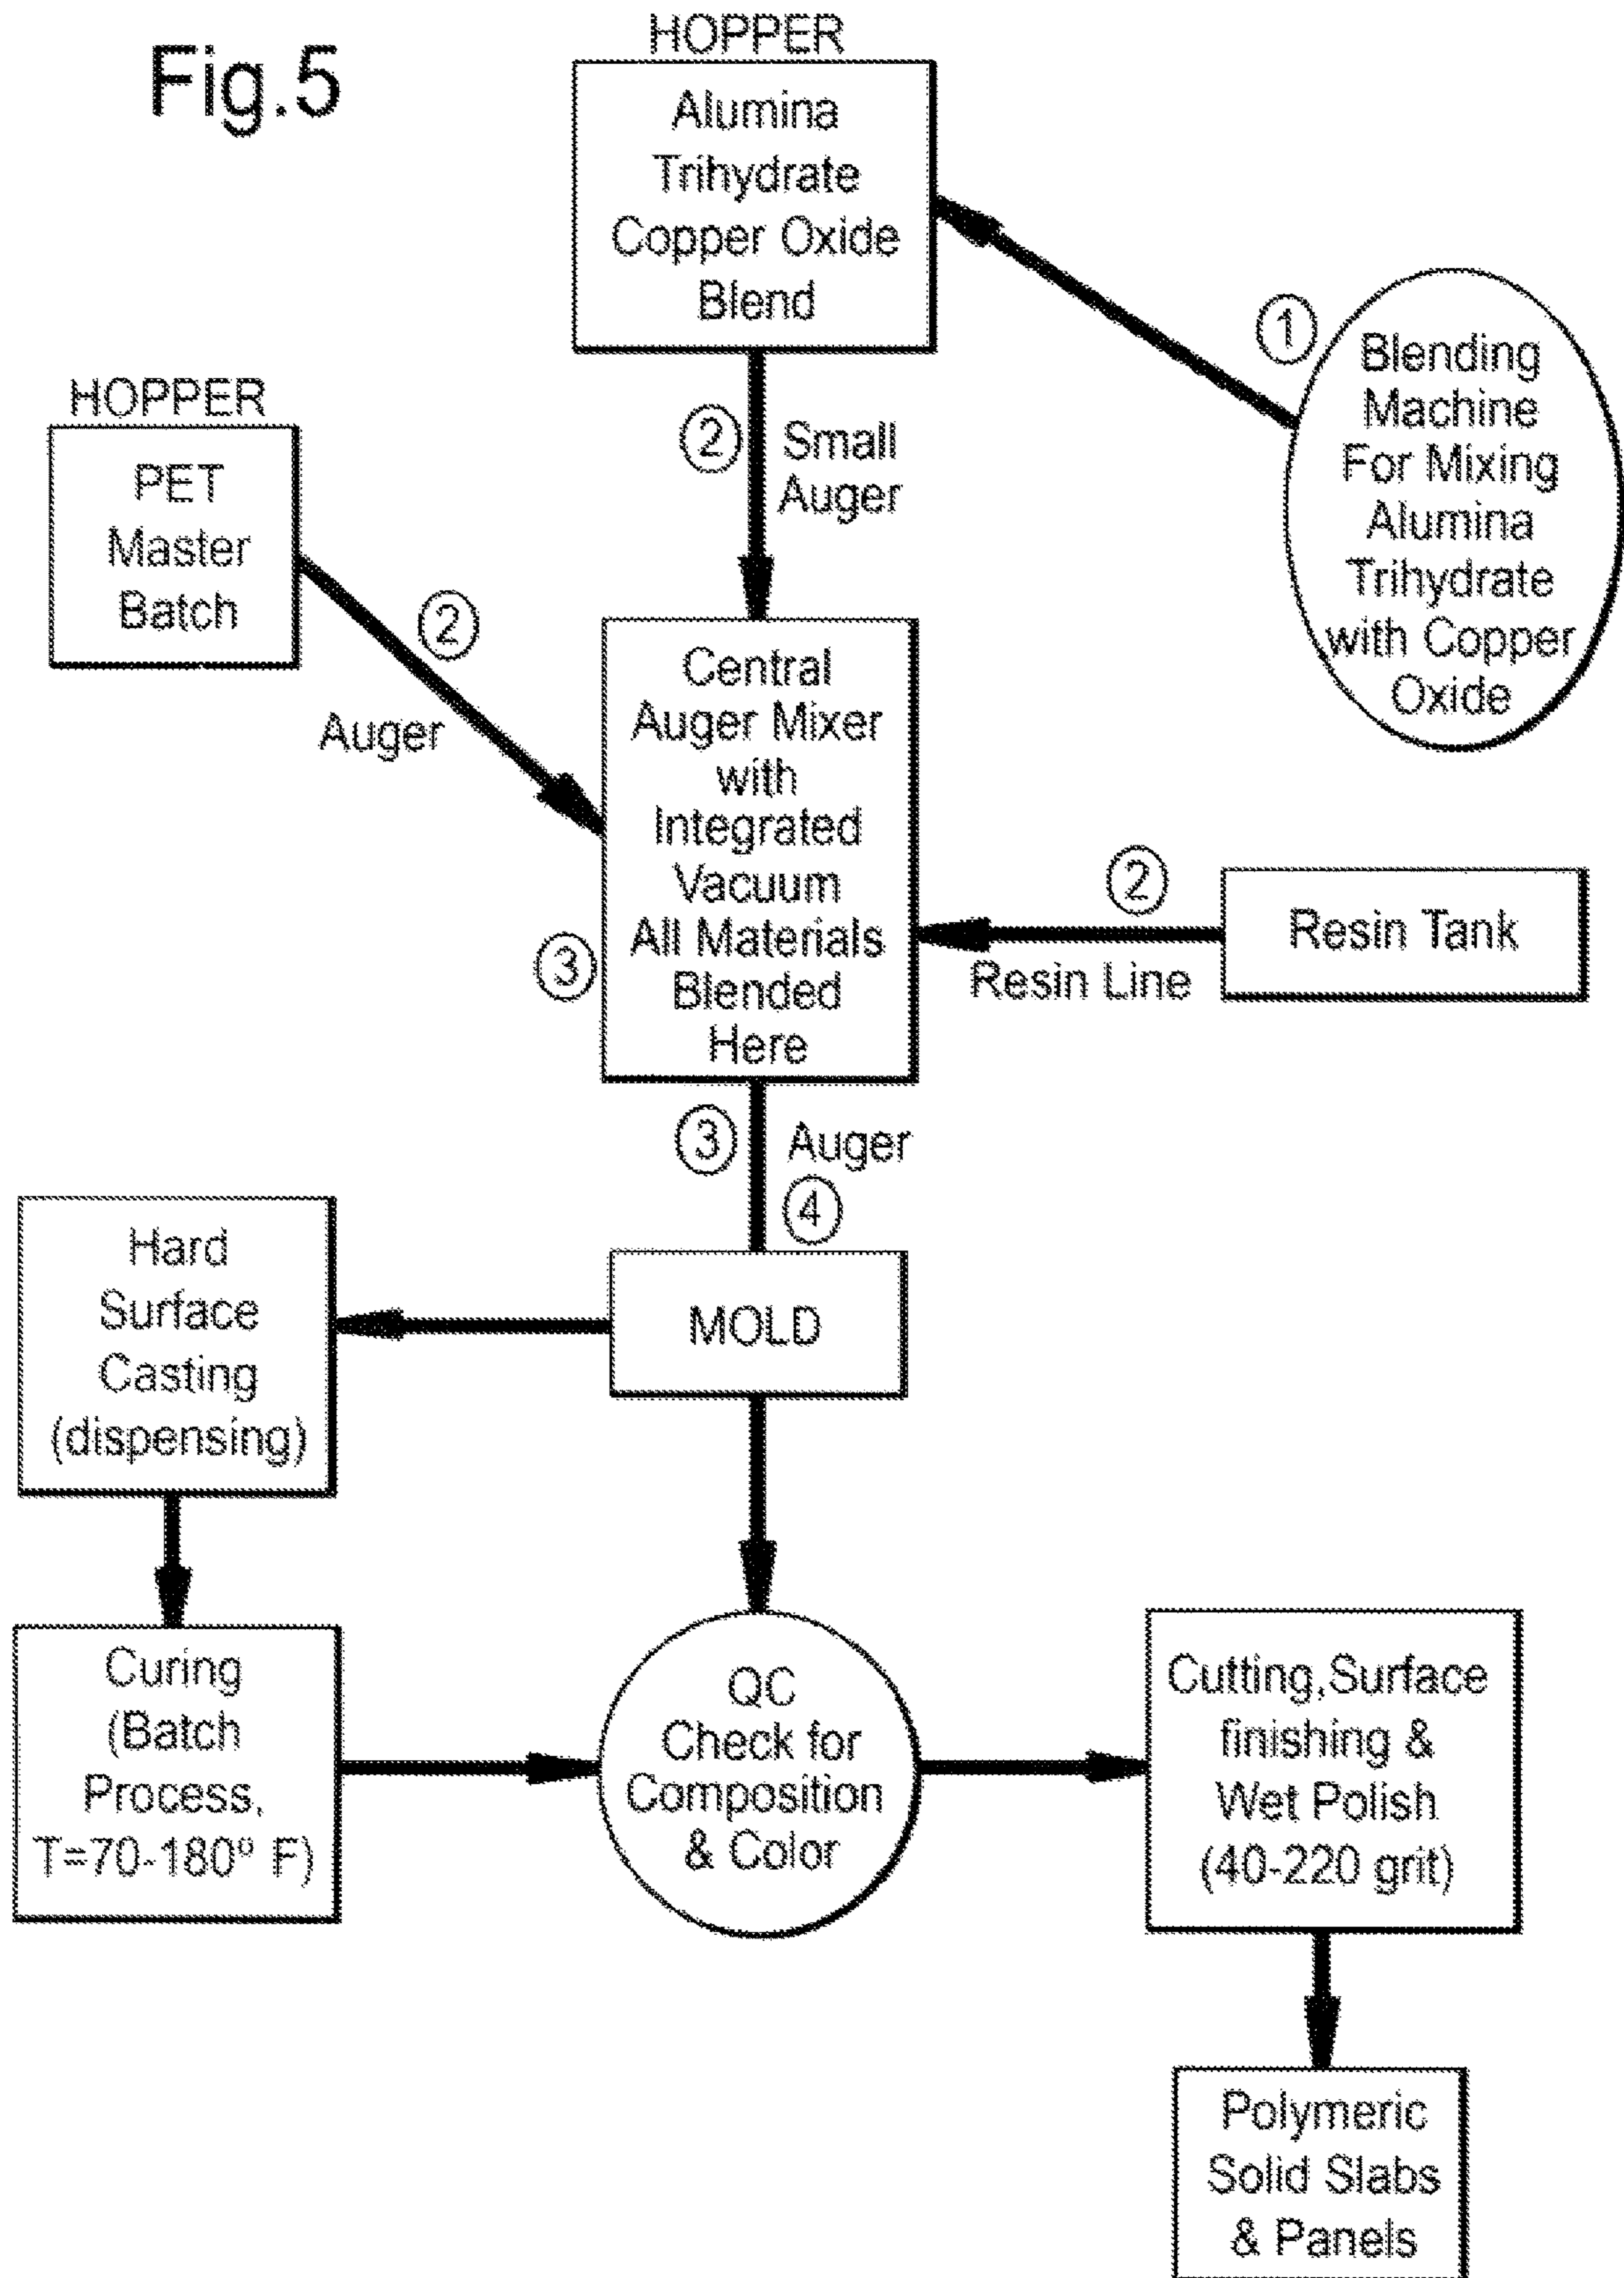 Fig.5
HOPPER
Alumina
Trihydrate
Copper Oxide
Blend
1
Blending
Machine
For Mixing
Alumina
Trihydrate
with Copper
Oxide
HOPPER
PET
Master
Batch
2
Small
Auger
2
Auger
Central
Auger Mixer
with
Integrated
Vacuum
All Materials
Blended
Here
3
2
Resin Line
Resin Tank
3
Auger
4
MOLD
Hard
Surface
Casting
(dispensing)
Curing
(Batch
Process,
T=70-180º F)
QC
Check for
Composition
& Color
Cutting,Surface
finishing &
Wet Polish
(40-220 grit)
Polymeric
Solid Slabs
& Panels